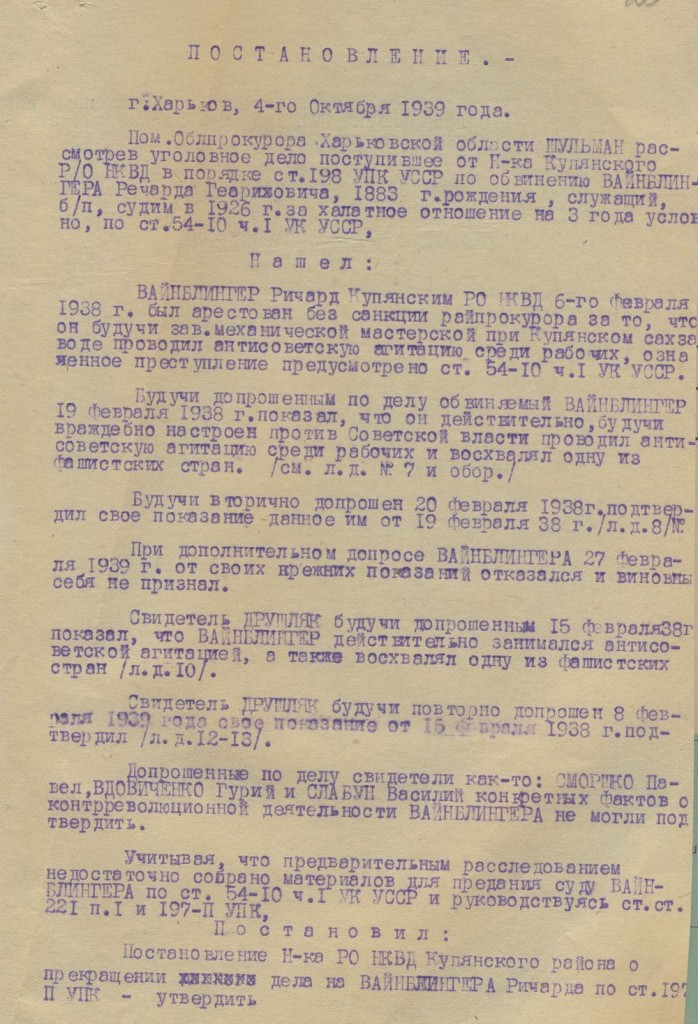 ПОСТАНОВЛЕНИЕ. -
г.Харьков, 4-го Октября 1939 года.
Пом.Облпрокурора Харьковской области ШУЛЬМАН рас-
смотрев уголовное дело поступившее от Н-ка Купянского
Р/О НКВД в порядке ст.198 УПК УССР по обвинению ВАЙНБЛИН-
ГЕРА Речарда Геариховича, 1883 г.рождения , служащий,
б/п, судим в 1926 г.за халатное отношение на 3 года услов
но, по ст.54-10 ч.I УК УССР,
Нашел:
ВАЙНБЛИНГЕР Ричард Купянским РО НКВД 6-го февраля
1938 г. был арестован без санкции райпрокурора за то, что
он будучи зав.механической мастерской при Купянском сахза
воде проводил антисоветскую агитацию среди рабочих, озна
ченное преступление предусмотрено ст. 54-10 ч.I УК УССР.
Будучи допрошенным по делу обвиняемый ВАЙНБЛИНГЕР
19 февраля 1938 г.показал, что он действительно,будучи
враждебно настроен против Советской власти проводил анти-
советскую агитацию среди рабочих и восхвалял одну из
фашистских стран. /см. л.д. № 7 и обор./
Будучи вторично допрошен 20 февраля 1938г.подтвер-
дил свое показание данное им от 19 февраля 38 г./л.д.8/№
При дополнительном допросе ВАЙНБЛИНГЕРА 27 февра-
ля 1939 г. от своих прежних показаний отказался и виновны
себя не признал.
Свидетель ДРУШЛЯК будучи допрошенным 15 февраля38г
показал, что ВАЙНБЛИНГЕР действительно занимался антисо-
ветской агитацией, а также восхвалял одну из фашистских
стран /л.д.10/.
Свидетель ДРУШЛЯК будучи повторно допрошен 8 фев-
раля 1939 года свое показание от 15 февраля 1938 г.под-
твердил /л.д.12-13/.
Допрошенные по делу свидетели как-то: СМОРШКО Па-
вел,ВДОВИЧЕНКО Гурий и СЛАБУН Василий конкретных фактов о
контрреволюционной деятельности ВАЙНБЛИНГЕРА не могли под
твердить.
Учитывая, что предварительным расследованием
недостаточно собрано материалов для предания суду ВАЙН-
БЛИНГЕРА по ст. 54-10 ч.I УК УССР и руководствуясь ст.ст.
221 п.I и 197-П УПК,
Постановил:
Постановление Н-ка РО НКВД Купянского района о
прекращении дела на ВАЙНБЛИНГЕРА Ричарда по ст.197
П УПК - утвердить